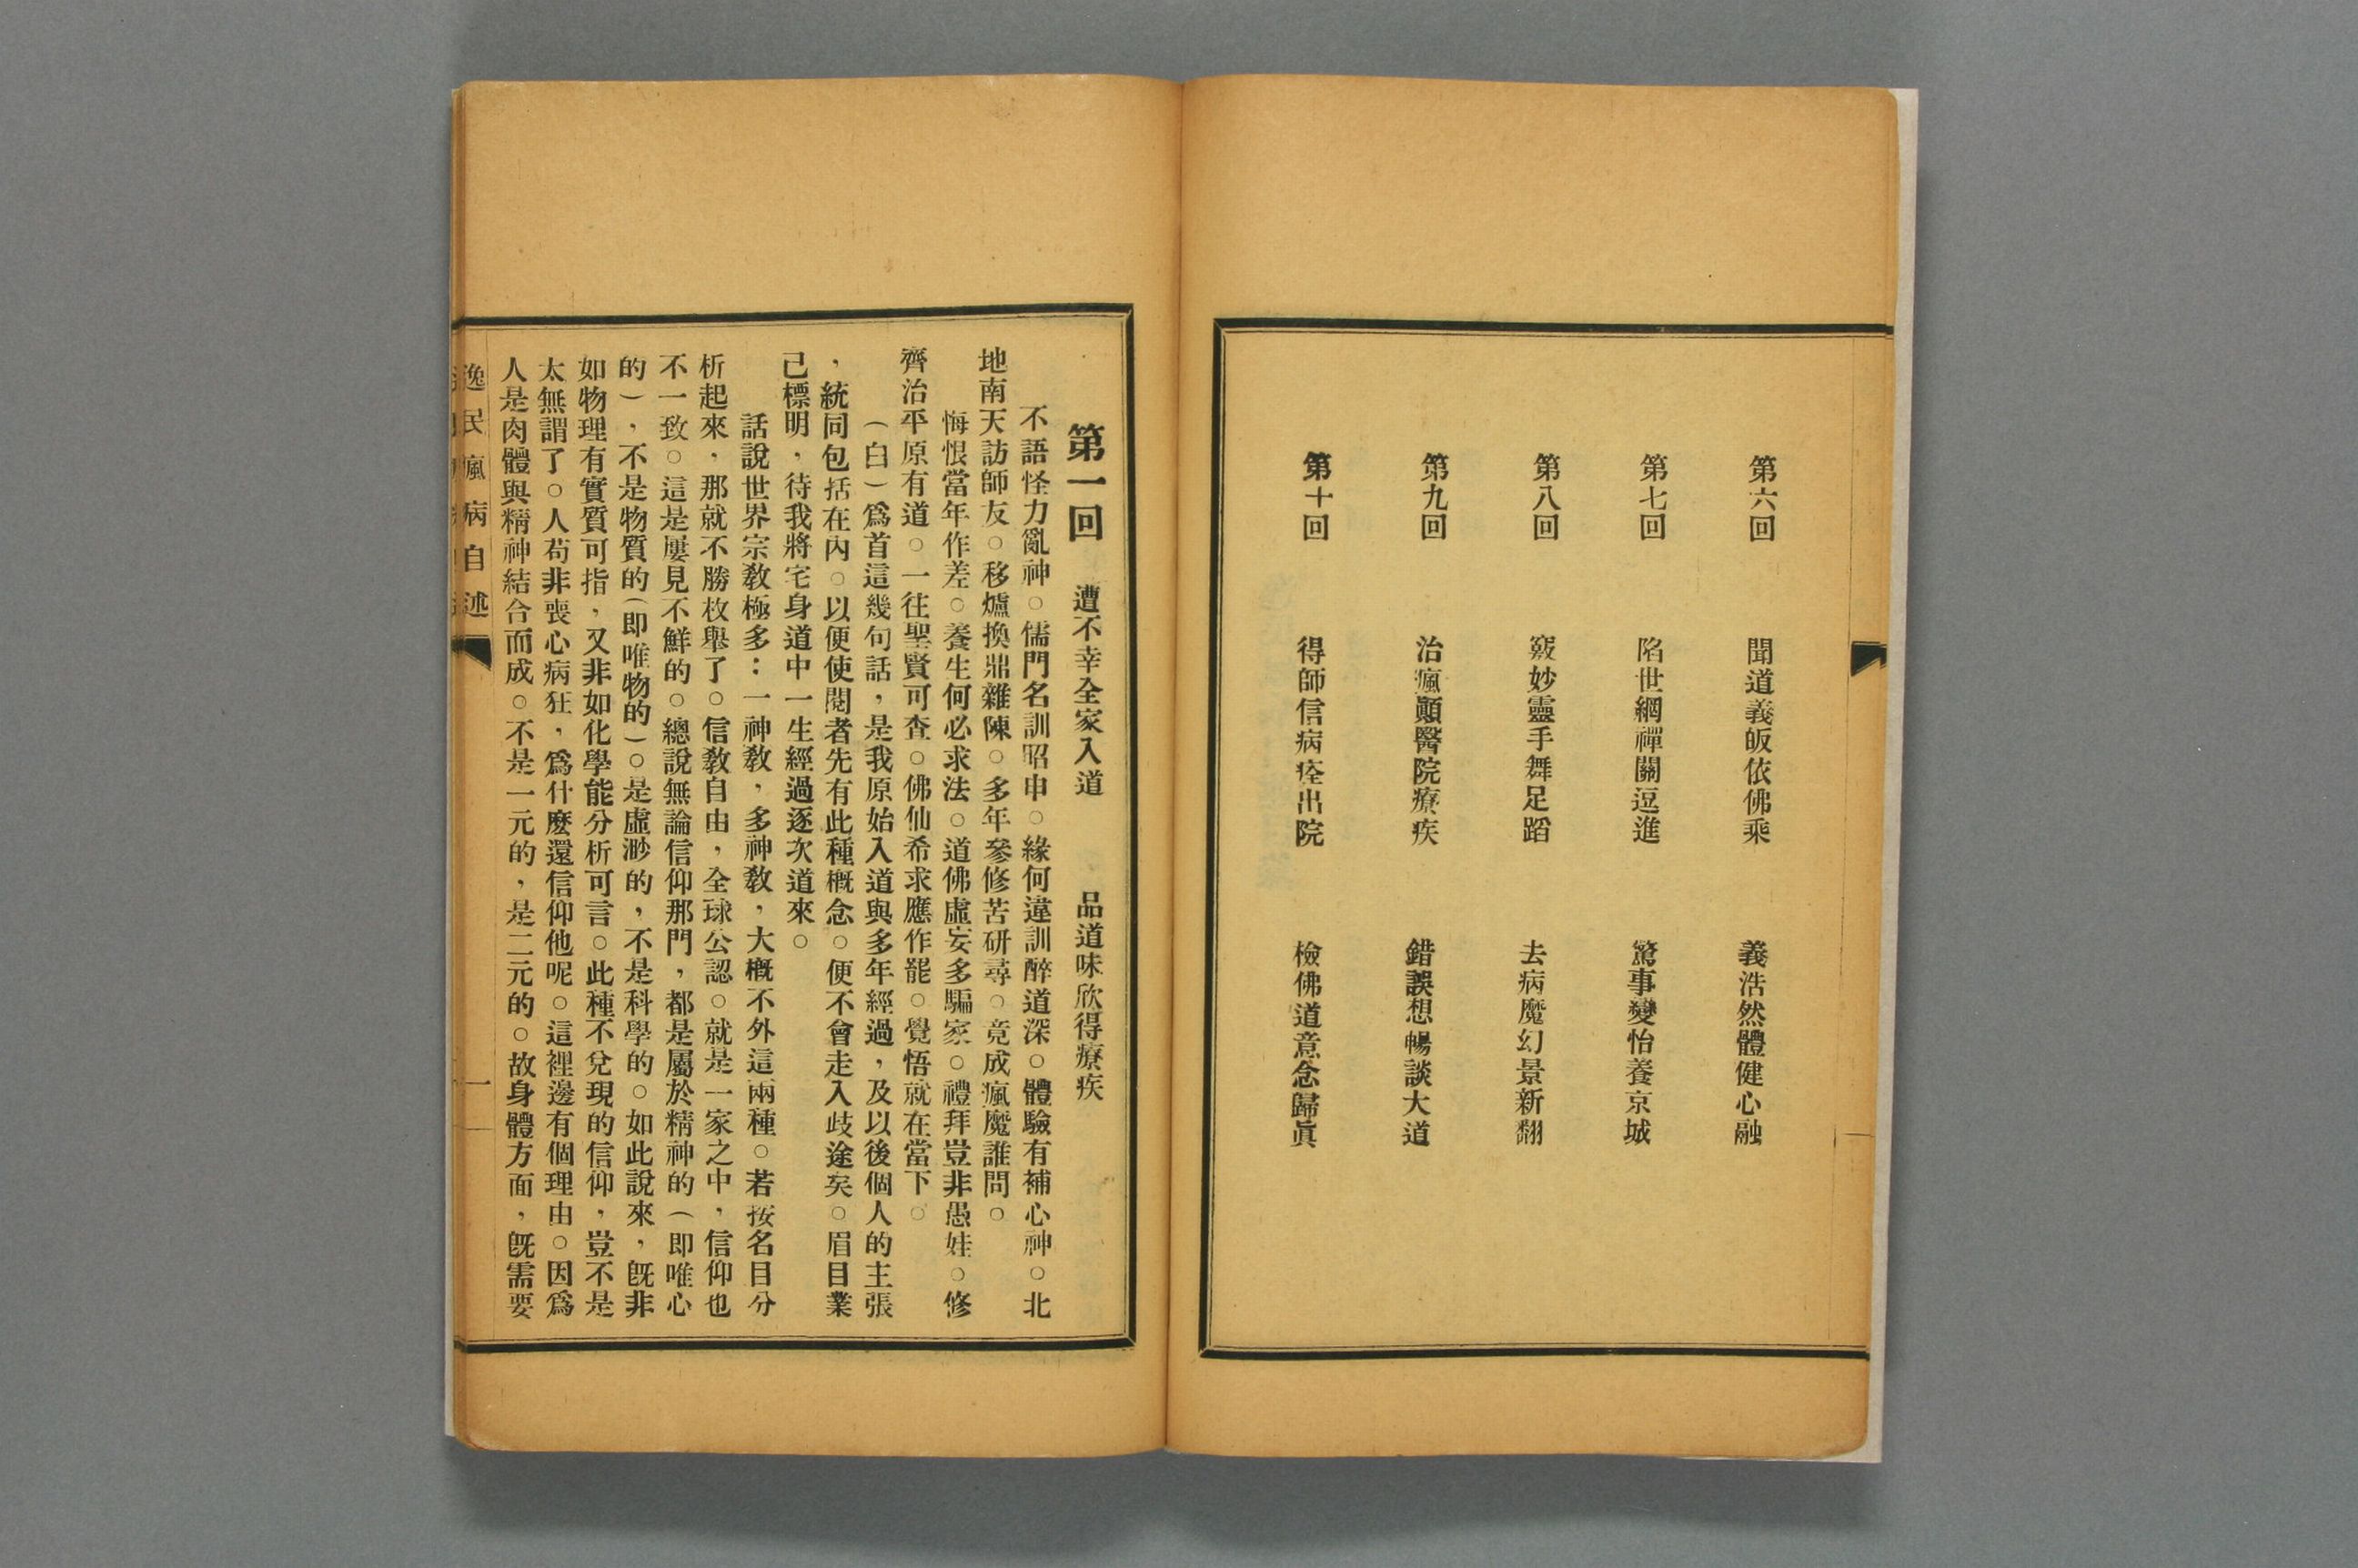 第六回　聞道義皈依佛乘　義浩然體健心融
第七回　陷世網禪關逗進　驚事變怡養京城
第八回　竅妙靈手舞足蹈　去病魔幻景新翻
第九回　治瘋顚醫院療疾　錯誤想暢談大道
第十回　得師信病痊出院　檢佛道意念歸眞
第一回　遭不幸全家入道　品道味欣得療疾
不語怪力亂神。儒門名訓昭申。緣何違訓醉道深。體驗有補心神。北
地南天訪師友。移爐換鼎雜陳。多年參修苦研尋。竟成瘋魔誰問。
悔恨當年作差。養生何必求法。道佛虛妄多騙家。禮拜豈非愚娃。修
齊治平原有道。一往聖賢可查。佛仙希求應作罷。覺悟就在當下。
（白）爲首這幾句話，是我原始入道與多年經過，及以後個人的主張
，統同包括在內。以便使閱者先有此種槪念。便不會走入歧途矣。眉目業
已標明，待我將宅身道中一生經過逐次道來。
話說世界宗敎極多：一神敎，多神敎，大槪不外這兩種。若按名目分
析起來，那就不勝枚舉了。信敎自由，全球公認。就是一家之中，信仰也
不一致。這是屢見不鮮的。總說無論信仰那門，都是屬於精神的（即唯心
的），不是物質的（即唯物的）。是虛渺的，不是科學的。如此說來，旣非
如物理有實質可指，又非如化學能分析可言。此種不兌現的信仰，豈不是
太無謂了。人苟非喪心病狂，爲什麼還信仰他呢。這裡邊有個理由。因爲
人是肉體與精神結合而成。不是一元的，是二元的。故身體方面，旣需要
逸民瘋病自述　一